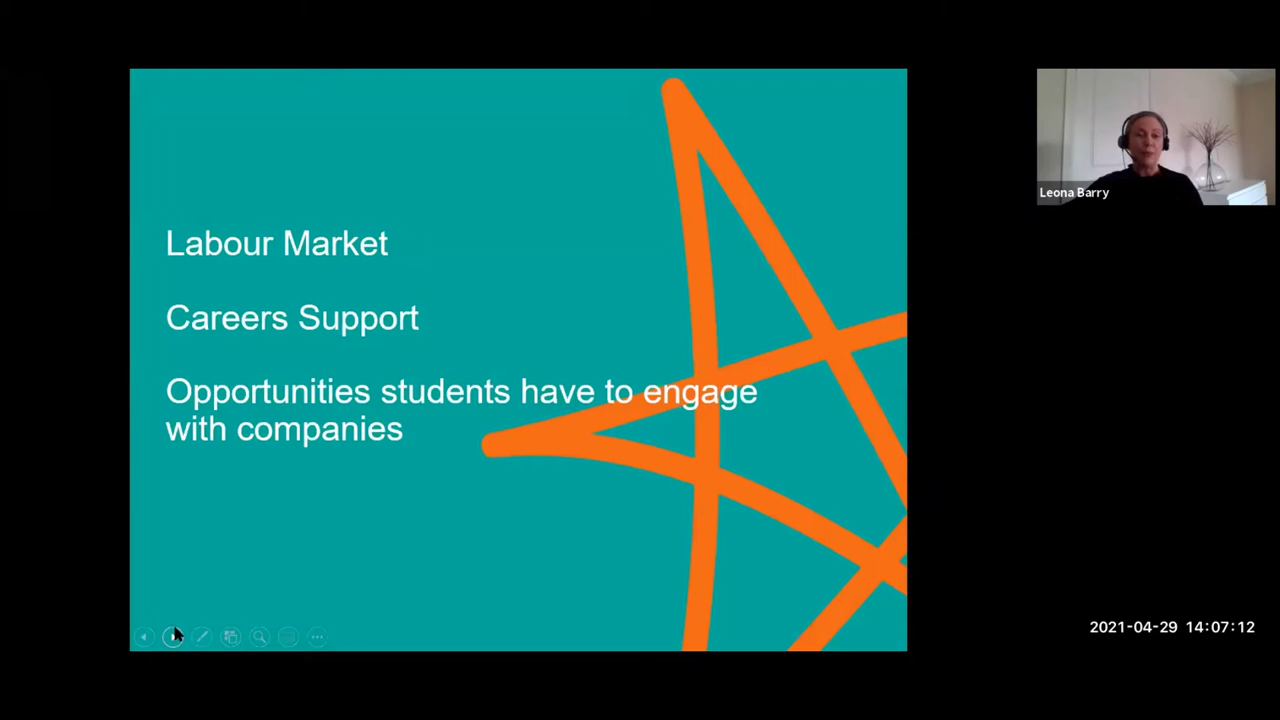 Labour Market
Careers Support
Opportunities students have to engage
with companies
Leona Barry
2021-04-29 14:07:12